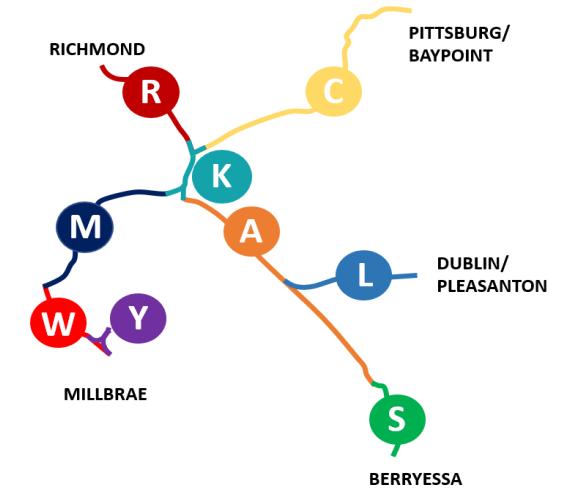 RICHMOND
PITTSBURG/
BAYPOINT
R
C
K
M
A
L
DUBLIN/
PLEASANTON
W
Y
MILLBRAE
S
BERRYESSA